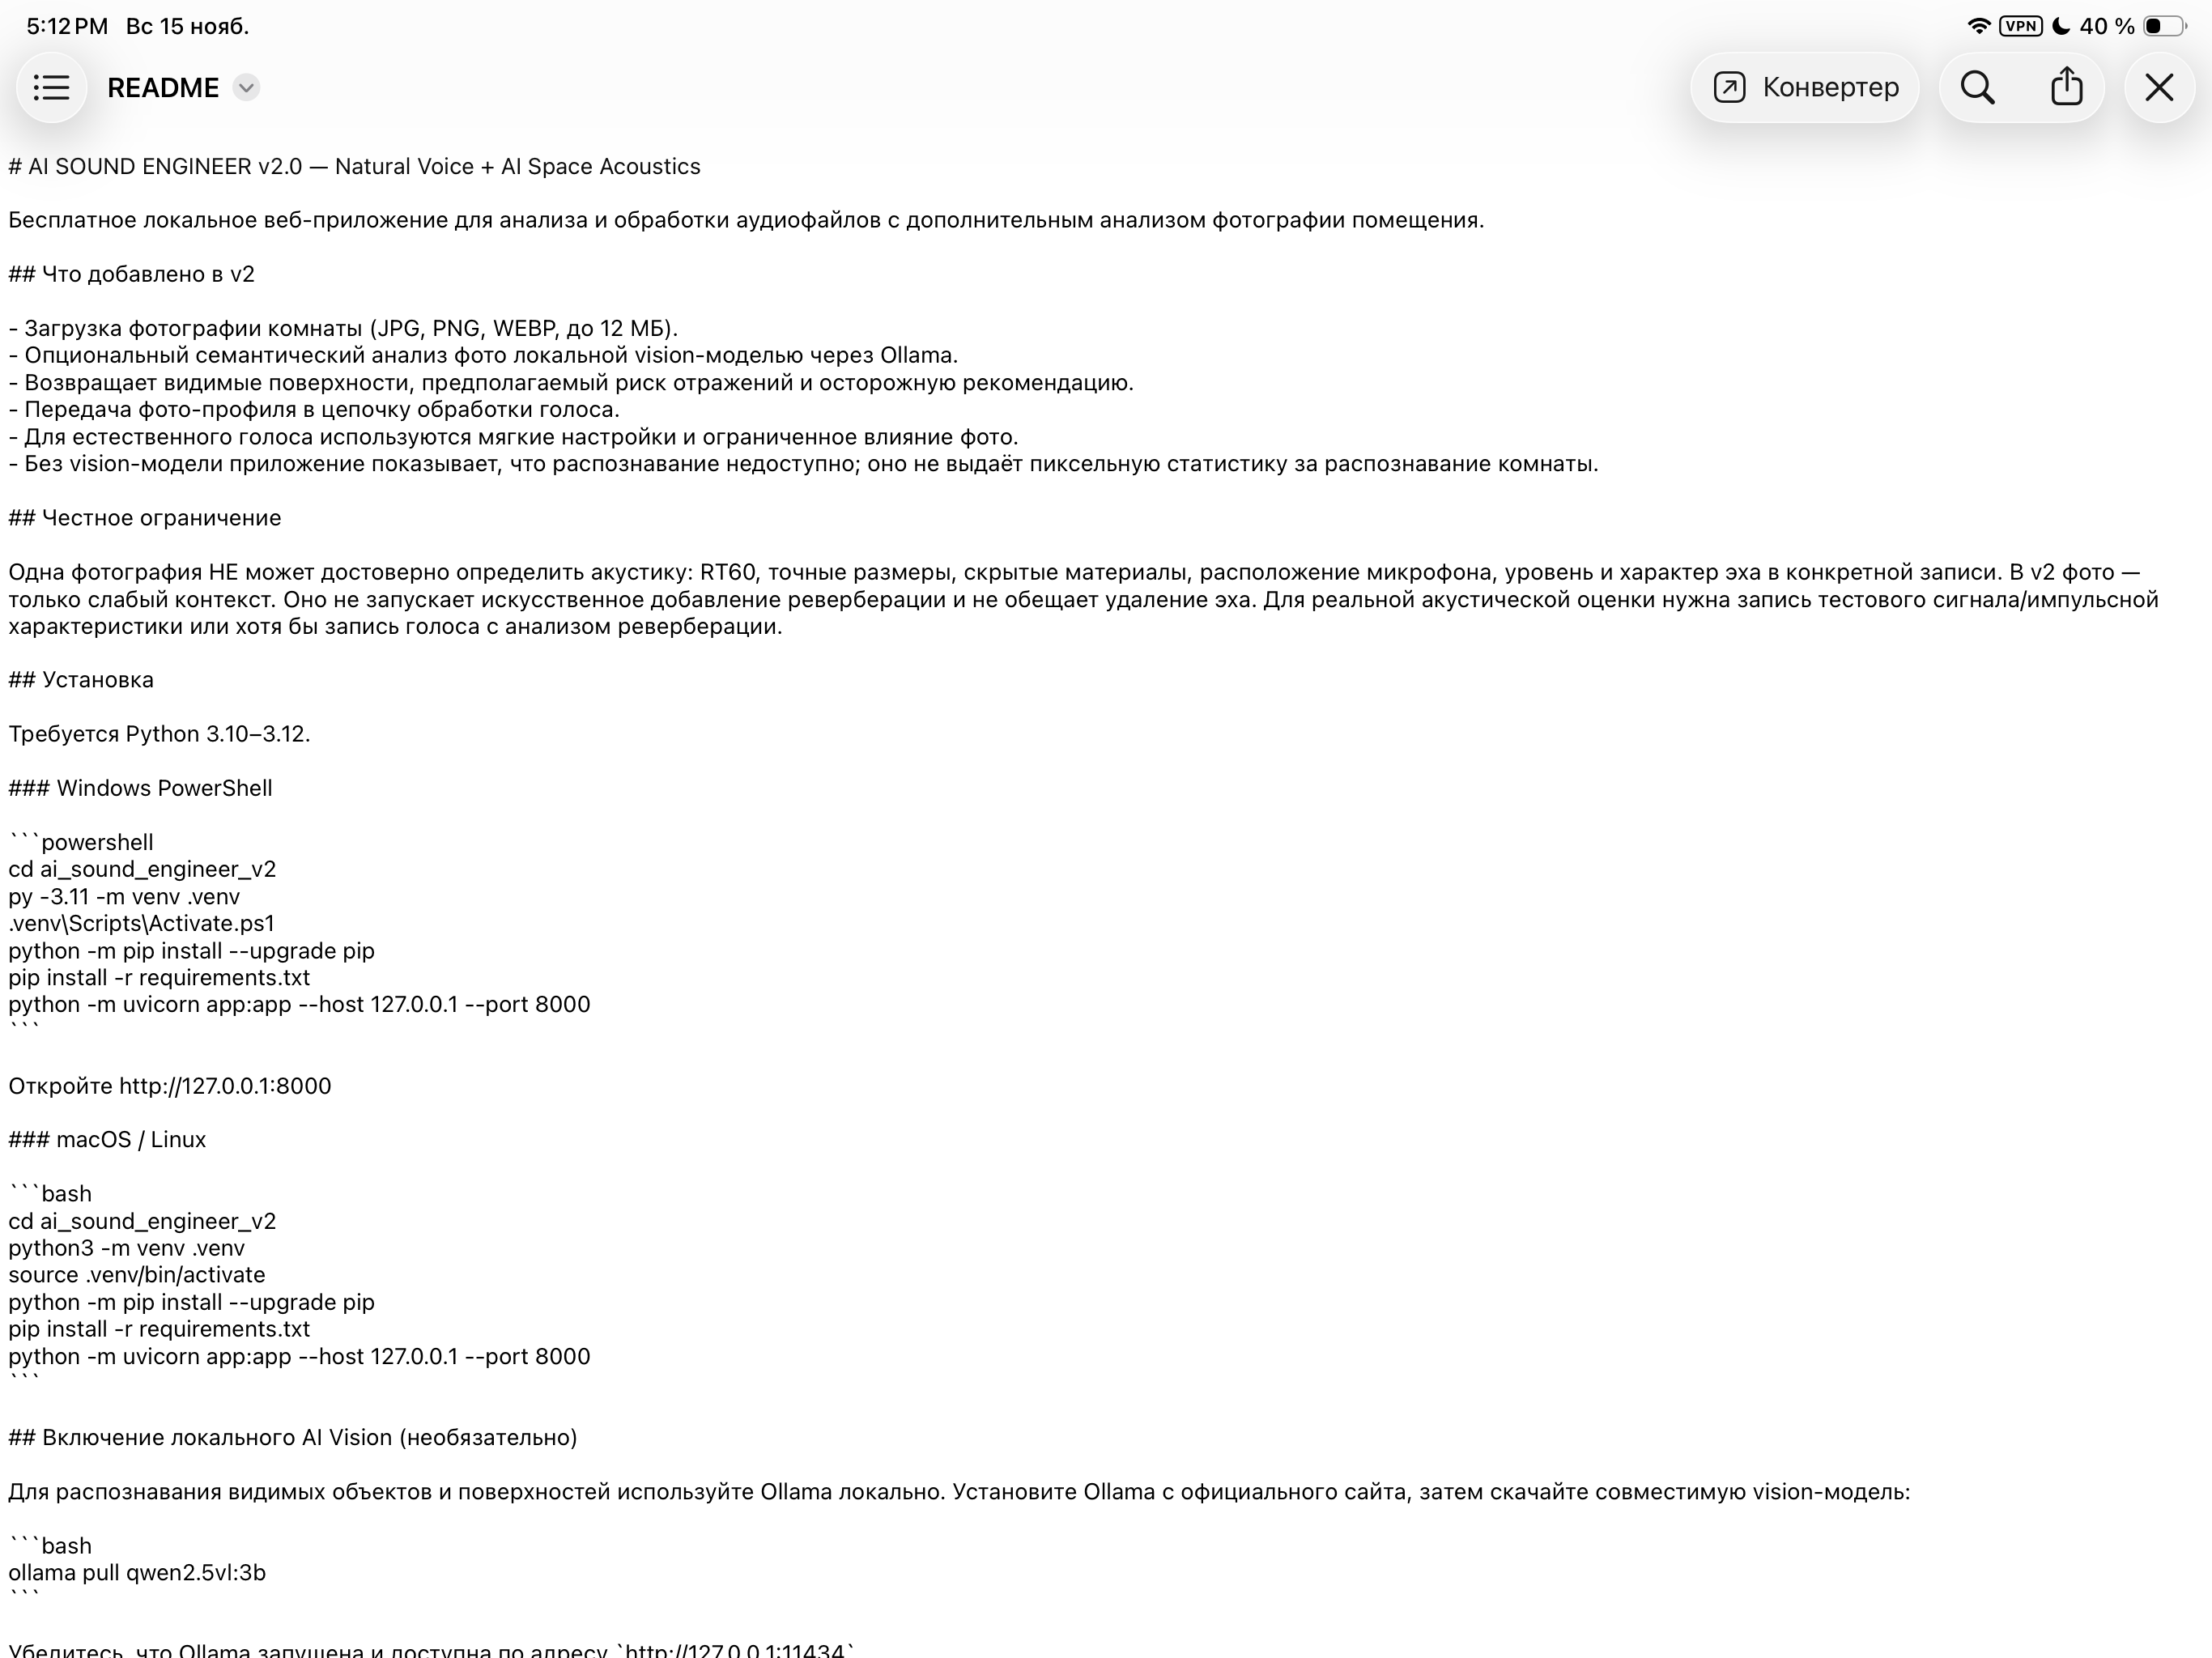 5:12 PM Вс 15 нояб.
VPN 40 %
README
Конвертер
# AI SOUND ENGINEER v2.0 — Natural Voice + AI Space Acoustics
Бесплатное локальное веб-приложение для анализа и обработки аудиофайлов с дополнительным анализом фотографии помещения.
## Что добавлено в v2
- Загрузка фотографии комнаты (JPG, PNG, WEBP, до 12 МБ).
- Опциональный семантический анализ фото локальной vision-моделью через Ollama.
- Возвращает видимые поверхности, предполагаемый риск отражений и осторожную рекомендацию.
- Передача фото-профиля в цепочку обработки голоса.
- Для естественного голоса используются мягкие настройки и ограниченное влияние фото.
- Без vision-модели приложение показывает, что распознавание недоступно; оно не выдаёт пиксельную статистику за распознавание комнаты.
## Честное ограничение
Одна фотография НЕ может достоверно определить акустику: RT60, точные размеры, скрытые материалы, расположение микрофона, уровень и характер эха в конкретной записи. В v2 фото —
только слабый контекст. Оно не запускает искусственное добавление реверберации и не обещает удаление эха. Для реальной акустической оценки нужна запись тестового сигнала/импульсной
характеристики или хотя бы запись голоса с анализом реверберации.
## Установка
Требуется Python 3.10–3.12.
### Windows PowerShell
```powershell
cd ai_sound_engineer_v2
py -3.11 -m venv .venv
.venv\Scripts\Activate.ps1
python -m pip install --upgrade pip
pip install -r requirements.txt
python -m uvicorn app:app --host 127.0.0.1 --port 8000
```
Откройте http://127.0.0.1:8000
### macOS / Linux
```bash
cd ai_sound_engineer_v2
python3 -m venv .venv
source .venv/bin/activate
python -m pip install --upgrade pip
pip install -r requirements.txt
python -m uvicorn app:app --host 127.0.0.1 --port 8000
```
## Включение локального AI Vision (необязательно)
Для распознавания видимых объектов и поверхностей используйте Ollama локально. Установите Ollama с официального сайта, затем скачайте совместимую vision-модель:
```bash
ollama pull qwen2.5vl:3b
```
Убедитесь, что Ollama запущена и доступна по адресу `http://127.0.0.1:11434`